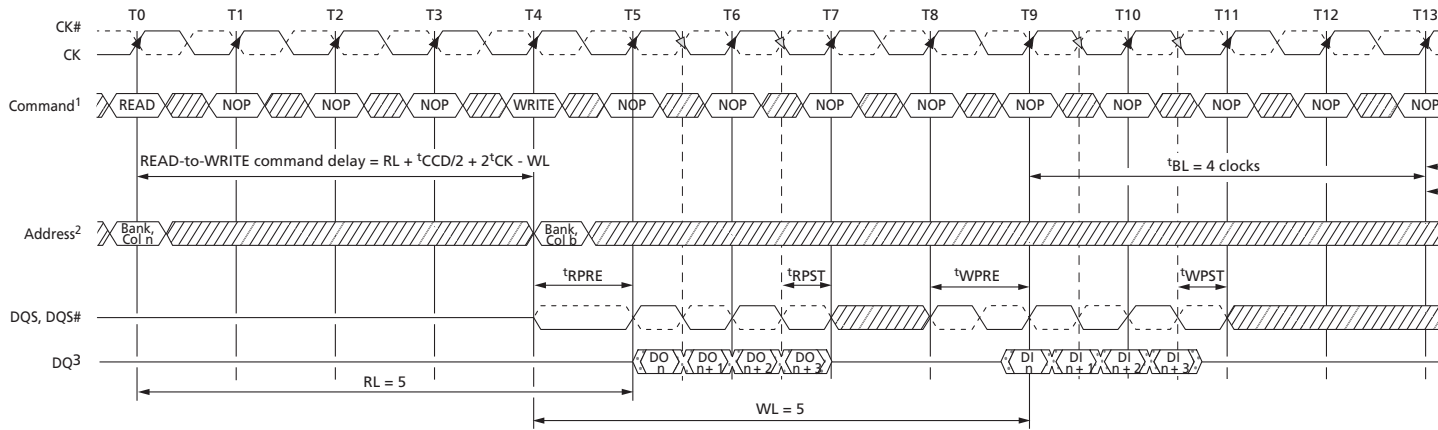 T0 T1 T2 T3 T4 T5 T6 T7 T8 T9 T10 T11 T12 T13
CK#
CK
Command1 READ NOP NOP NOP WRITE NOP NOP NOP NOP NOP NOP NOP NOP NOP
READ-to-WRITE command delay = RL + tCCD/2 + 2tCK - WL
tBL = 4 clocks
Address2 Bank, Bank,
Col n Col b
tRPRE tRPST tWPRE tWPST
DQS, DQS#
DQ3 DO DO DO DO DI DI DI DI
n n + 1 n + 2 n + 3 n n + 1 n + 2 n + 3
RL = 5
WL = 5